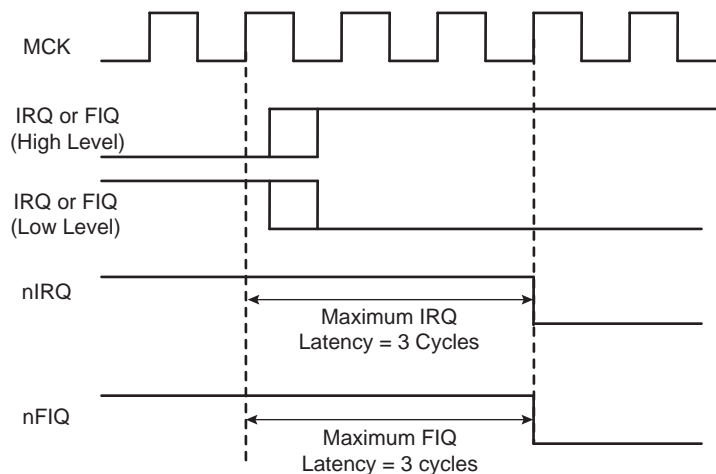 MCK
IRQ or FIQ
(High Level)
IRQ or FIQ
(Low Level)
nIRQ
Maximum IRQ
Latency = 3 Cycles
nFIQ
Maximum FIQ
Latency = 3 cycles